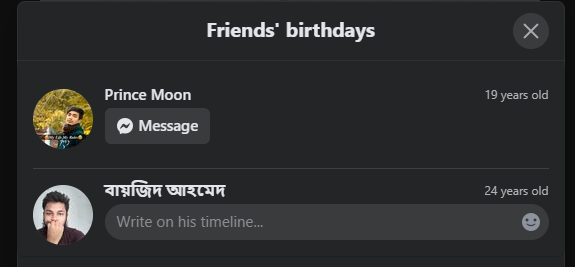 Friends' birthdays
Prince Moon
19 years old
Message
বায়জিদ আহমেদ
24 years old
Write on his timeline...